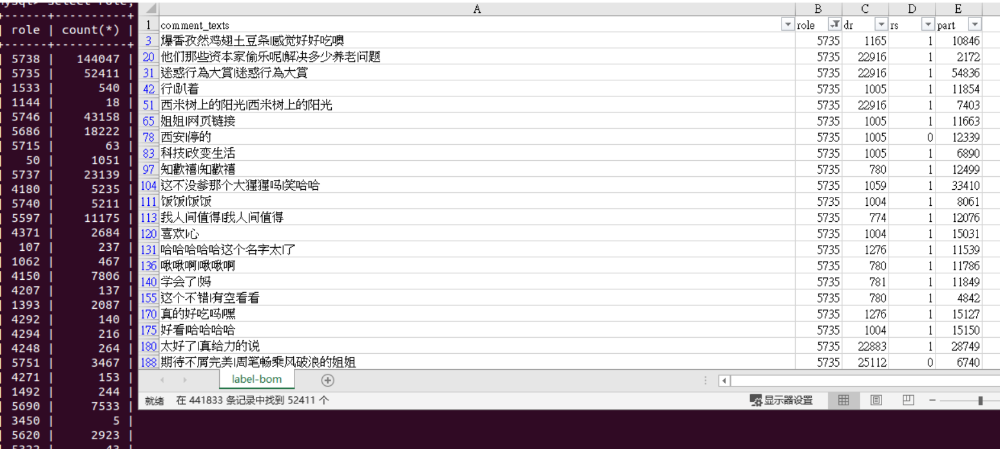 mysql> select role,
role | count(*)
5738 | 144047
5735 | 52411
1533 | 540
1144 | 18
5746 | 43158
5686 | 18222
5715 | 63
50 | 1051
5737 | 23139
4180 | 5235
5740 | 5211
5597 | 11175
4371 | 2684
107 | 237
1062 | 467
4150 | 7806
4207 | 137
1393 | 2087
4292 | 140
4294 | 216
4248 | 264
5751 | 3467
4271 | 153
1492 | 244
5690 | 7533
3450 | 5
5620 | 2923
5322 | 43
A B C D E
1 comment_texts role dr rs part
3 爆香孜然鸡翅土豆条|感觉好好吃噢 5735 1165 1 10846
20 他们那些资本家偷乐呢|解决多少养老问题 5735 22916 1 2172
31 迷惑行為大賞|迷惑行為大賞 5735 22916 1 54836
42 行|趴着 5735 1005 1 11854
51 西米树上的阳光|西米树上的阳光 5735 22916 1 7403
65 姐姐|网页链接 5735 1005 1 11663
78 西安|停的 5735 1005 0 12339
83 科技|改变生活 5735 1005 1 6890
97 知歡禧|知歡禧 5735 780 1 12499
104 这不没爹那个大猩猩吗|笑哈哈 5735 1059 1 33410
111 饭饭|饭饭 5735 1004 1 8061
113 我人间值得|我人间值得 5735 774 1 12076
120 喜欢|心 5735 1004 1 15031
131 哈哈哈哈哈这个名字太|了 5735 1276 1 11539
136 啾啾啊|啾啾啊 5735 780 1 11786
140 学会了|妈 5735 781 1 11849
155 这个不错|有空看看 5735 780 1 4842
170 真的好吃吗|嘿 5735 1276 1 15127
175 好看|哈哈哈哈 5735 1004 1 15150
180 太好了|真给力的说 5735 22883 1 28749
188 期待不屑完美|周笔畅乘风破浪的姐姐 5735 25112 0 6740
label-bom
就绪 在 441833 条记录中找到 52411 个 显示器设置